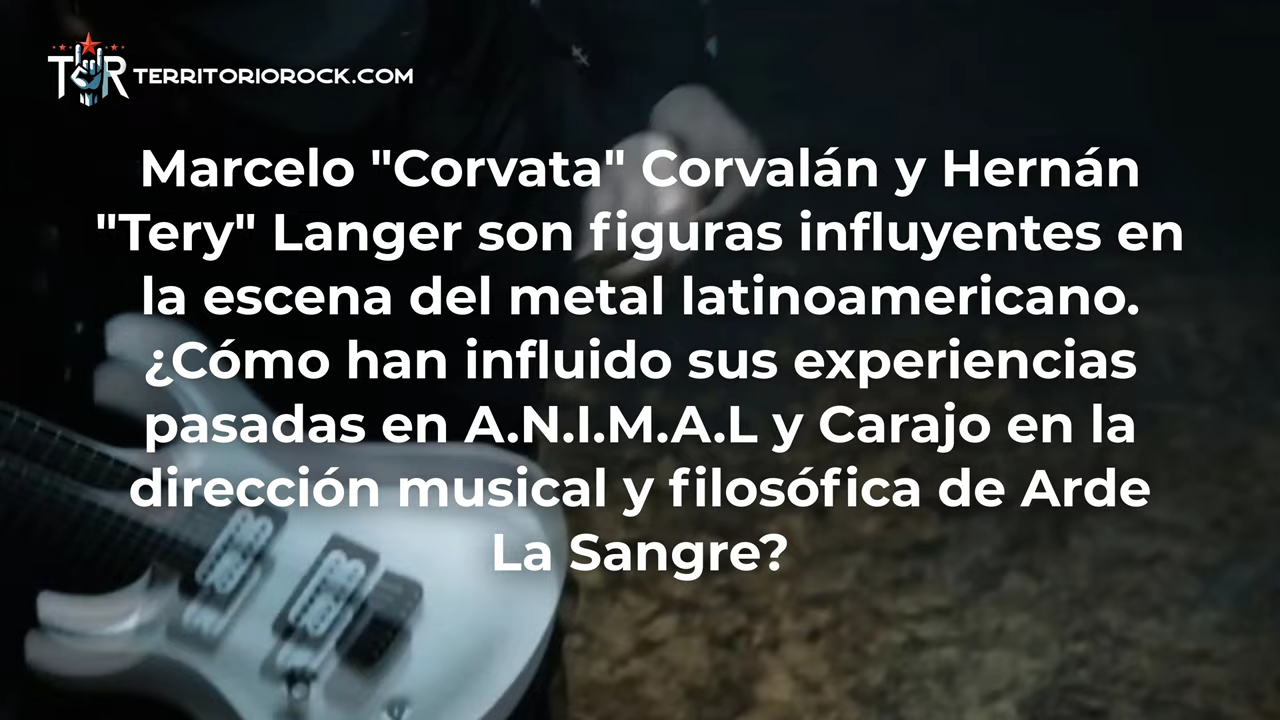 TR TERRITORIOROCK.COM
Marcelo "Corvata" Corvalán y Hernán
"Tery" Langer son figuras influyentes en
la escena del metal latinoamericano.
¿Cómo han influido sus experiencias
pasadas en A.N.I.M.A.L y Carajo en la
dirección musical y filosófica de Arde
La Sangre?